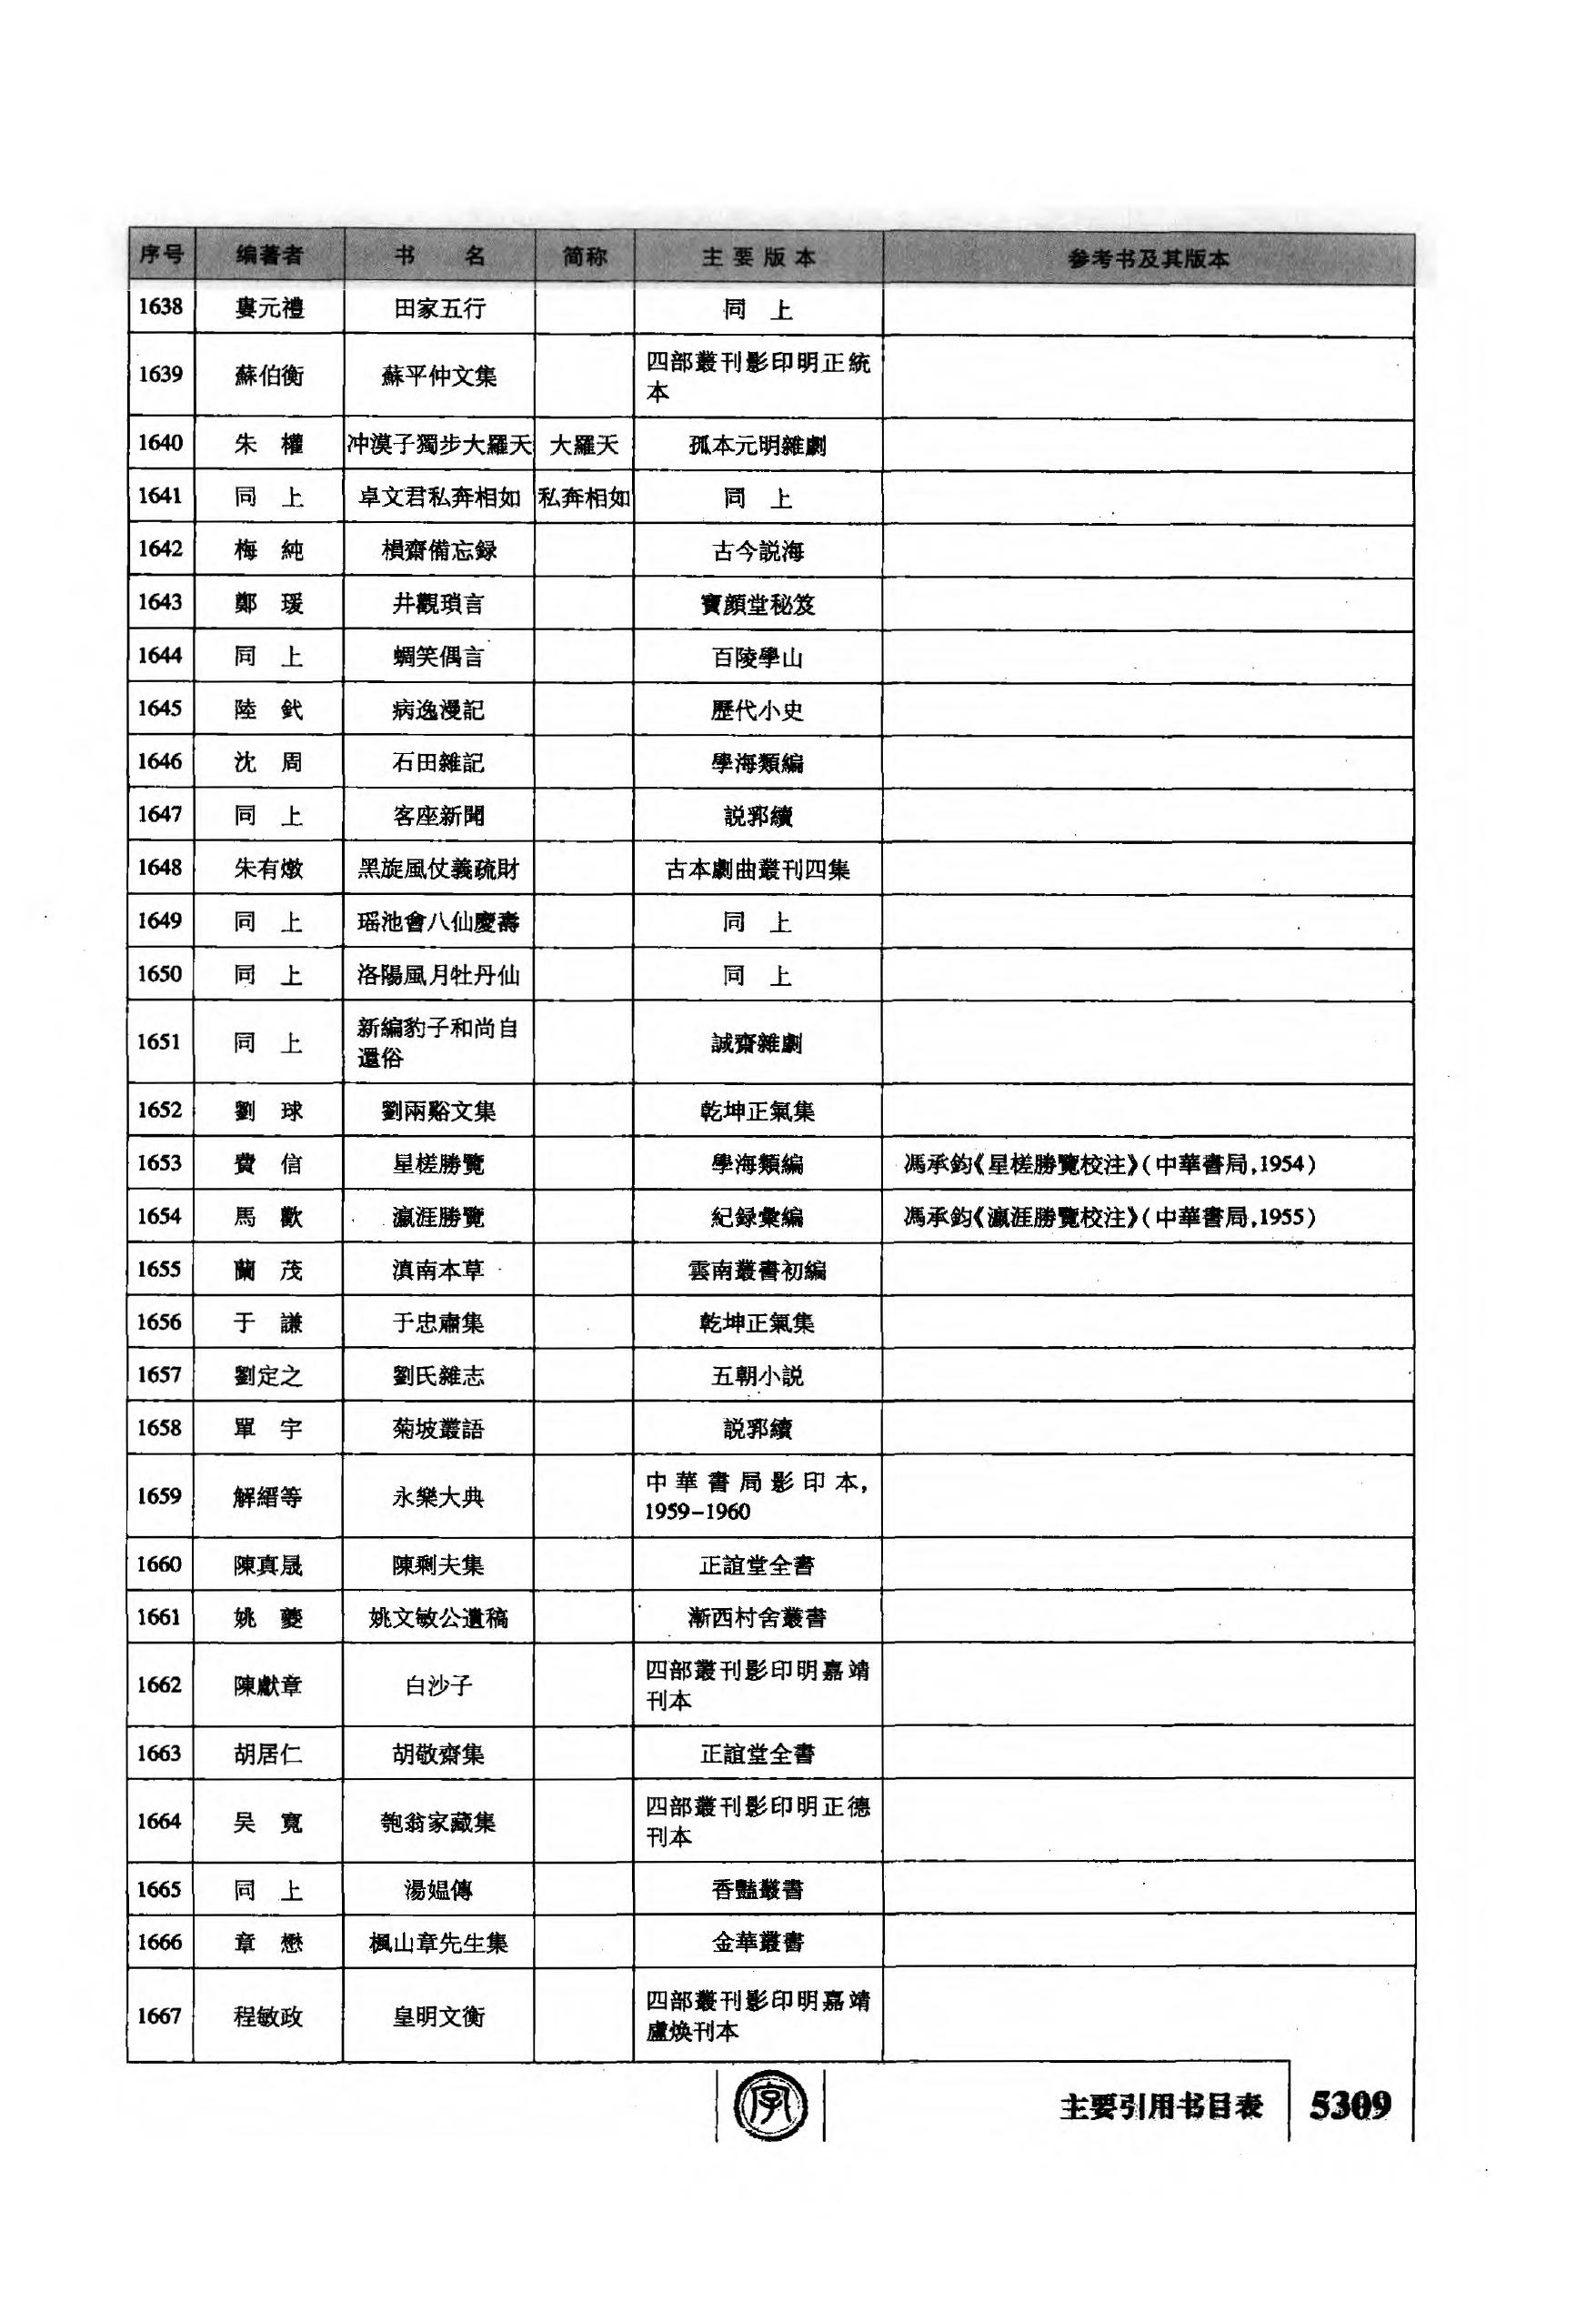 序号 编著者 书 名 简称 主要版本 参考书及其版本
1638 婁元禮 田家五行 同 上
1639 蘇伯衡 蘇平仲文集 四部叢刊影印明正統
本
1640 朱 權 冲漠子獨步大羅天 大羅天 孤本元明雜劇
1641 同 上 卓文君私奔相如 私奔相如 同 上
1642 梅 純 損齋備忘録 古今説海
1643 鄭 瑗 井觀瑣言 寶顔堂秘笈
1644 同 上 蜩笑偶言 百陵學山
1645 陸 釴 病逸漫記 歷代小史
1646 沈 周 石田雜記 學海類編
1647 同 上 客座新聞 説郛續
1648 朱有燉 黑旋風仗義疏財 古本劇曲叢刊四集
1649 同 上 瑶池會八仙慶壽 同 上
1650 同 上 洛陽風月牡丹仙 同 上
1651 同 上 新編豹子和尚自
還俗 誠齋雜劇
1652 劉 球 劉兩谿文集 乾坤正氣集
1653 費 信 星槎勝覽 學海類編 馮承鈞《星槎勝覽校注》(中華書局,1954)
1654 馬 歡 瀛涯勝覽 紀録彙編 馮承鈞《瀛涯勝覽校注》(中華書局,1955)
1655 蘭 茂 滇南本草 雲南叢書初編
1656 于 謙 于忠肅集 乾坤正氣集
1657 劉定之 劉氏雜志 五朝小説
1658 單 宇 菊坡叢語 説郛續
1659 解縉等 永樂大典 中華書局影印本,
1959-1960
1660 陳真晟 陳剩夫集 正誼堂全書
1661 姚 夔 姚文敏公遺稿 漸西村舍叢書
1662 陳獻章 白沙子 四部叢刊影印明嘉靖
刊本
1663 胡居仁 胡敬齋集 正誼堂全書
1664 吴 寬 匏翁家藏集 四部叢刊影印明正德
刊本
1665 同 上 湯媪傳 香豔叢書
1666 章 懋 楓山章先生集 金華叢書
1667 程敏政 皇明文衡 四部叢刊影印明嘉靖
盧焕刊本
字
主要引用书目表 5309